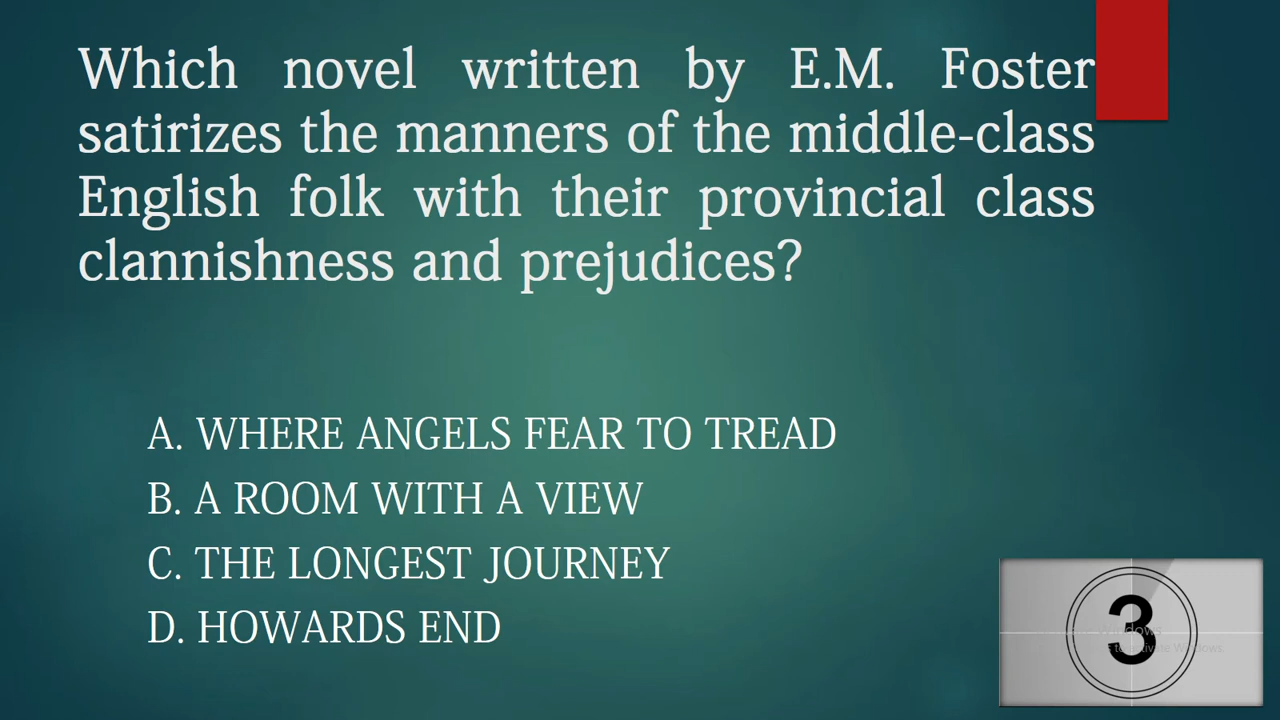 Which novel written by E.M. Foster
satirizes the manners of the middle-class
English folk with their provincial class
clannishness and prejudices?
A. WHERE ANGELS FEAR TO TREAD
B. A ROOM WITH A VIEW
C. THE LONGEST JOURNEY
D. HOWARDS END
3